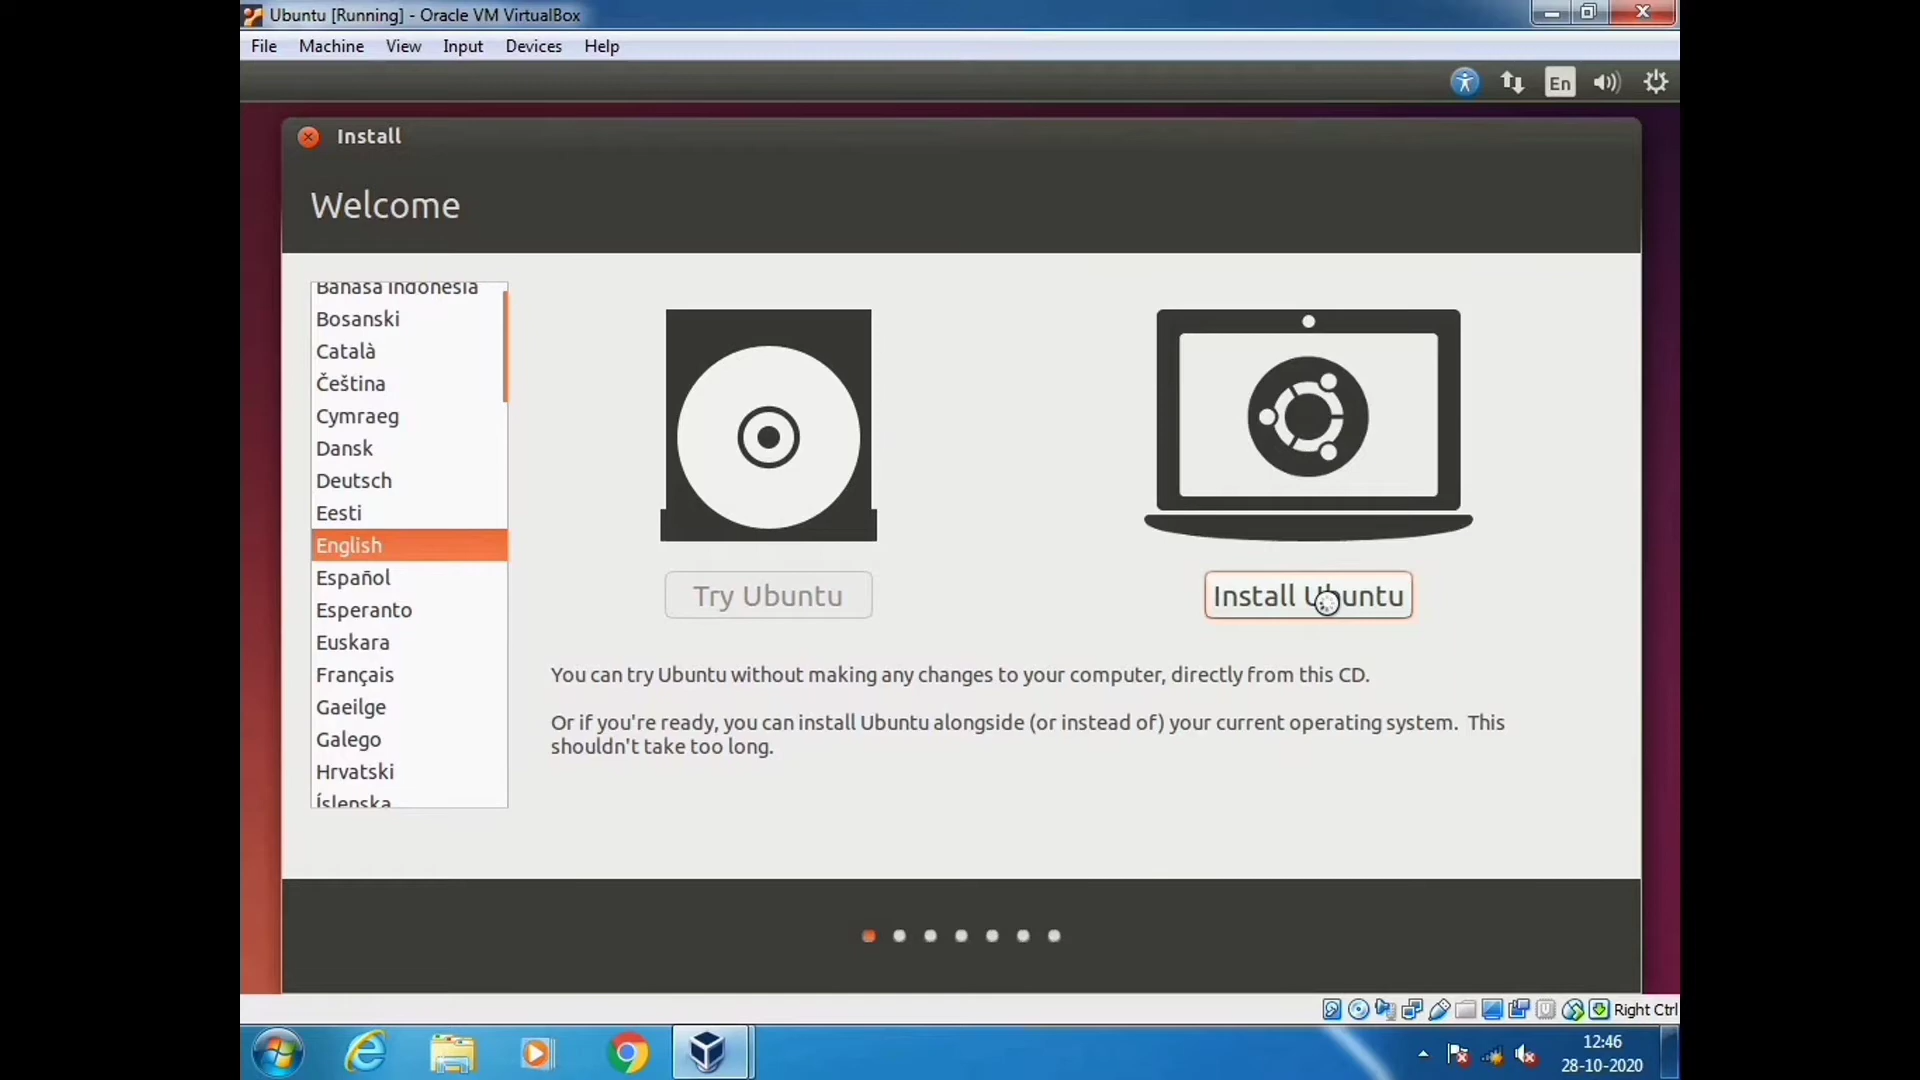 Ubuntu [Running] - Oracle VM VirtualBox
File Machine View Input Devices Help
En
Install
Welcome
Bahasa Indonesia
Bosanski
Català
Čeština
Cymraeg
Dansk
Deutsch
Eesti
English
Español
Esperanto
Euskara
Français
Gaeilge
Galego
Hrvatski
Íslenska
Try Ubuntu
Install Ubuntu
You can try Ubuntu without making any changes to your computer, directly from this CD.
Or if you're ready, you can install Ubuntu alongside (or instead of) your current operating system. This
shouldn't take too long.
Right Ctrl
12:46
28-10-2020